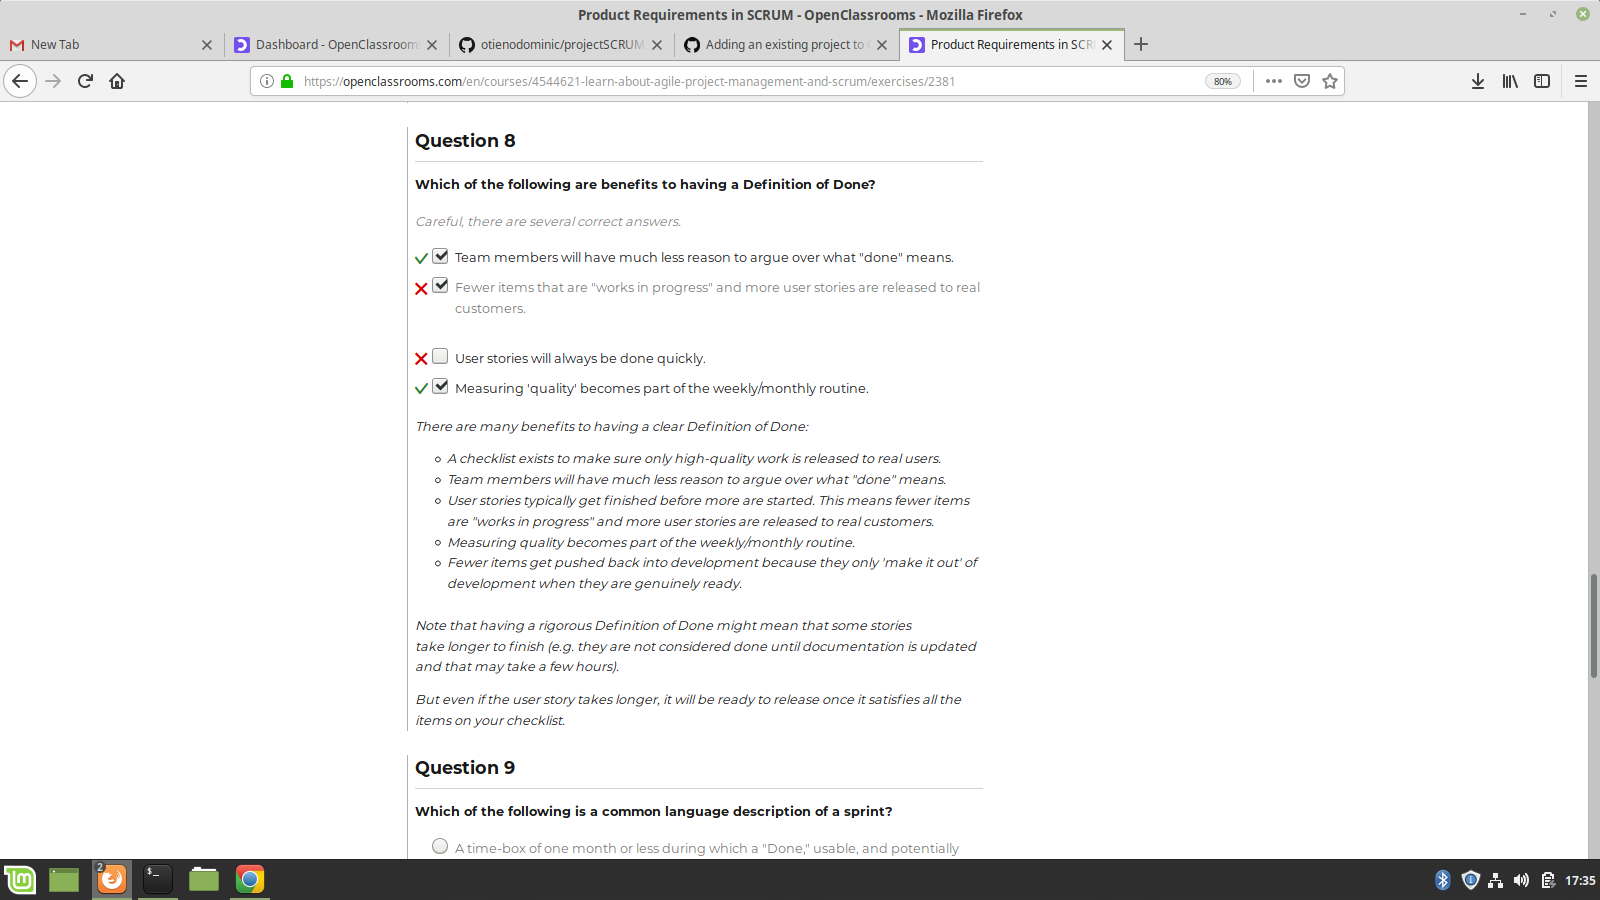 Product Requirements in SCRUM - OpenClassrooms - Mozilla Firefox
New Tab
Dashboard - OpenClassroom
otienodominic/projectSCRUM
Adding an existing project to
Product Requirements in SCR
https://openclassrooms.com/en/courses/4544621-learn-about-agile-project-management-and-scrum/exercises/2381
80%
Question 8
Which of the following are benefits to having a Definition of Done?
Careful, there are several correct answers.
Team members will have much less reason to argue over what "done" means.
Fewer items that are "works in progress" and more user stories are released to real
customers.
User stories will always be done quickly.
Measuring 'quality' becomes part of the weekly/monthly routine.
There are many benefits to having a clear Definition of Done:
A checklist exists to make sure only high-quality work is released to real users.
Team members will have much less reason to argue over what "done" means.
User stories typically get finished before more are started. This means fewer items
are "works in progress" and more user stories are released to real customers.
Measuring quality becomes part of the weekly/monthly routine.
Fewer items get pushed back into development because they only 'make it out' of
development when they are genuinely ready.
Note that having a rigorous Definition of Done might mean that some stories
take longer to finish (e.g. they are not considered done until documentation is updated
and that may take a few hours).
But even if the user story takes longer, it will be ready to release once it satisfies all the
items on your checklist.
Question 9
Which of the following is a common language description of a sprint?
A time-box of one month or less during which a "Done," usable, and potentially
2
$_
17:35